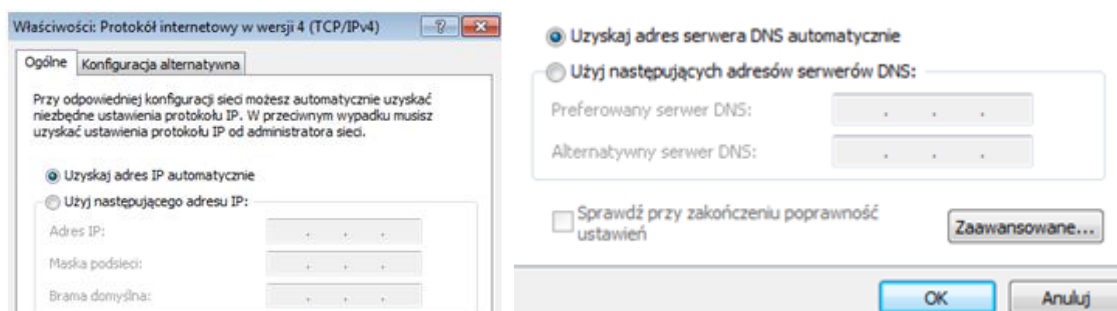 Właściwości: Protokół internetowy w wersji 4 (TCP/IPv4)
Ogólne
Konfiguracja alternatywna
Przy odpowiedniej konfiguracji sieci możesz automatycznie uzyskać
niezbędne ustawienia protokołu IP. W przeciwnym wypadku musisz
uzyskać ustawienia protokołu IP od administratora sieci.
Uzyskaj adres IP automatycznie
Użyj następującego adresu IP:
Adres IP:
Maska podsieci:
Brama domyślna:
Uzyskaj adres serwera DNS automatycznie
Użyj następujących adresów serwerów DNS:
Preferowany serwer DNS:
Alternatywny serwer DNS:
Sprawdź przy zakończeniu poprawność
ustawień
Zaawansowane...
OK
Anuluj